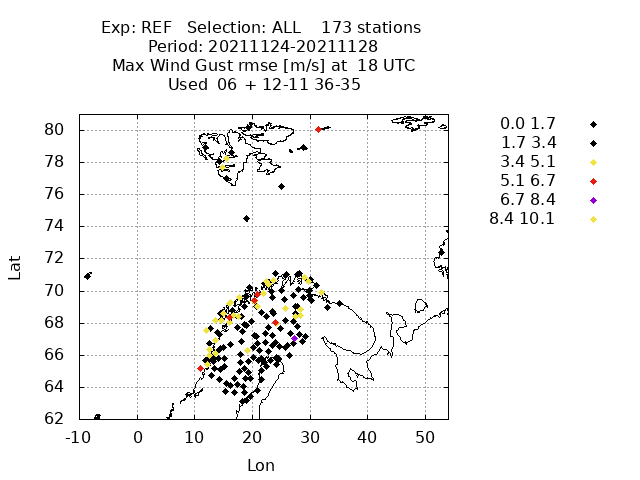 Exp: REF   Selection: ALL    173 stations
Period: 20211124-20211128
Max Wind Gust rmse [m/s] at  18 UTC
Used  06 + 12-11 36-35
0.0 1.7
1.7 3.4
3.4 5.1
5.1 6.7
6.7 8.4
8.4 10.1
80
78
76
74
72
70
68
66
64
62
Lat
-10 0 10 20 30 40 50
Lon